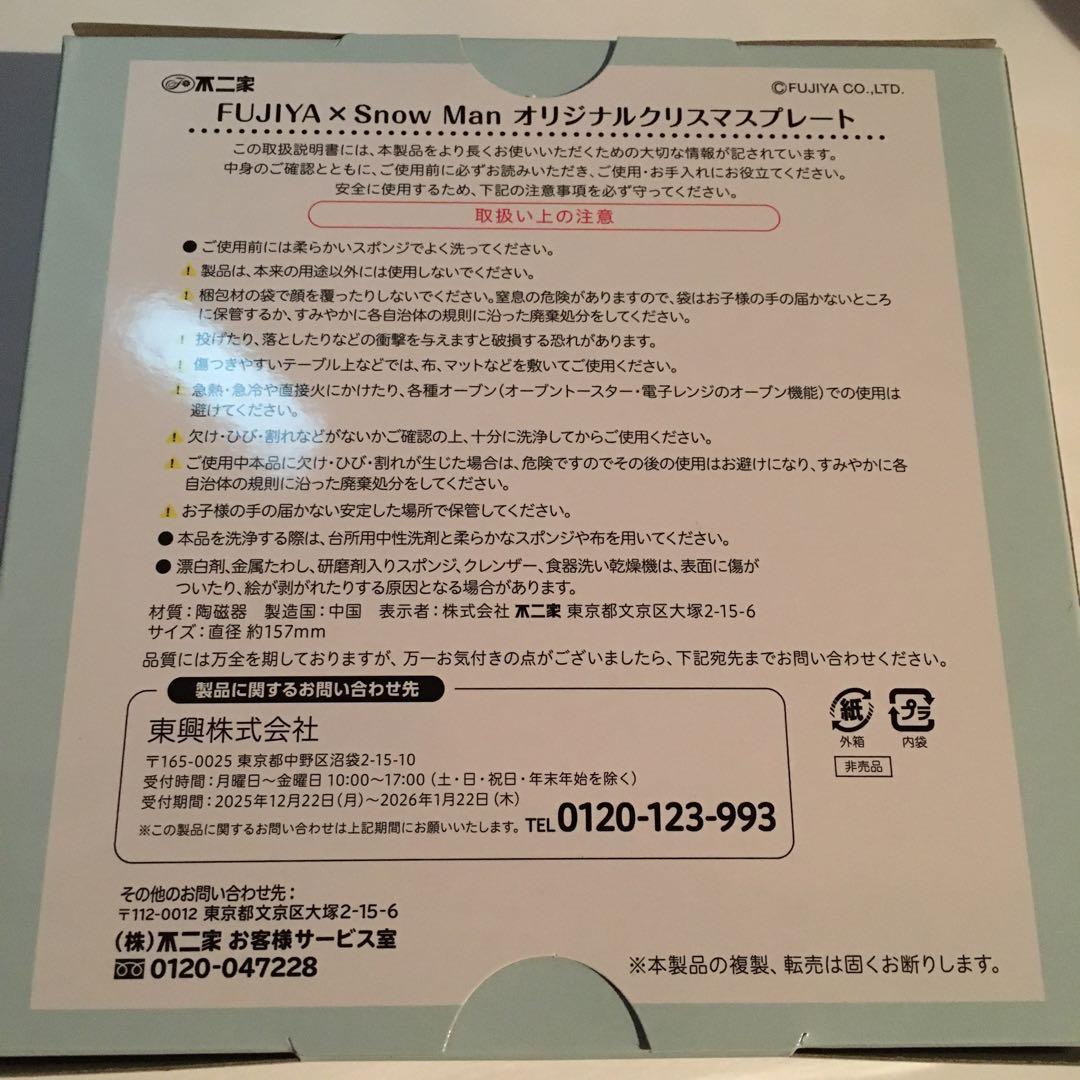 不二家
©FUJIYA CO.,LTD.
FUJIYA×Snow Man オリジナルクリスマスプレート
この取扱説明書には、本製品をより長くお使いいただくための大切な情報が記されています。
中身のご確認とともに、ご使用前に必ずお読みいただき、ご使用・お手入れにお役立てください。
安全に使用するため、下記の注意事項を必ず守ってください。
取扱い上の注意
●ご使用前には柔らかいスポンジでよく洗ってください。
製品は、本来の用途以外には使用しないでください。
梱包材の袋で顔を覆ったりしないでください。窒息の危険がありますので、袋はお子様の手の届かないところ
に保管するか、すみやかに各自治体の規則に沿った廃棄処分をしてください。
投げたり、落としたりなどの衝撃を与えますと破損する恐れがあります。
傷つきやすいテーブル上などでは、布、マットなどを敷いてご使用ください。
急熱・急冷や直接火にかけたり、各種オーブン(オーブントースター・電子レンジのオーブン機能)での使用は
避けてください。
欠け・ひび・割れなどがないかご確認の上、十分に洗浄してからご使用ください。
ご使用中本品に欠け・ひび・割れが生じた場合は、危険ですのでその後の使用はお避けになり、すみやかに各
自治体の規則に沿った廃棄処分をしてください。
お子様の手の届かない安定した場所で保管してください。
●本品を洗浄する際は、台所用中性洗剤と柔らかなスポンジや布を用いてください。
●漂白剤、金属たわし、研磨剤入りスポンジ、クレンザー、食器洗い乾燥機は、表面に傷が
ついたり、絵が剥がれたりする原因となる場合があります。
材質:陶磁器 製造国:中国 表示者:株式会社 不二家 東京都文京区大塚2-15-6
サイズ:直径 約157mm
品質には万全を期しておりますが、万一お気付きの点がございましたら、下記宛先までお問い合わせください。
製品に関するお問い合わせ先
東興株式会社
〒165-0025 東京都中野区沼袋2-15-10
受付時間:月曜日〜金曜日 10:00〜17:00(土・日・祝日・年末年始を除く)
受付期間:2025年12月22日(月)〜2026年1月22日(木)
※この製品に関するお問い合わせは上記期間にお願いいたします。 TEL0120-123-993
紙
外箱
プラ
内袋
非売品
その他のお問い合わせ先:
〒112-0012 東京都文京区大塚2-15-6
(株)不二家 お客様サービス室
0120-047228
※本製品の複製、転売は固くお断りします。